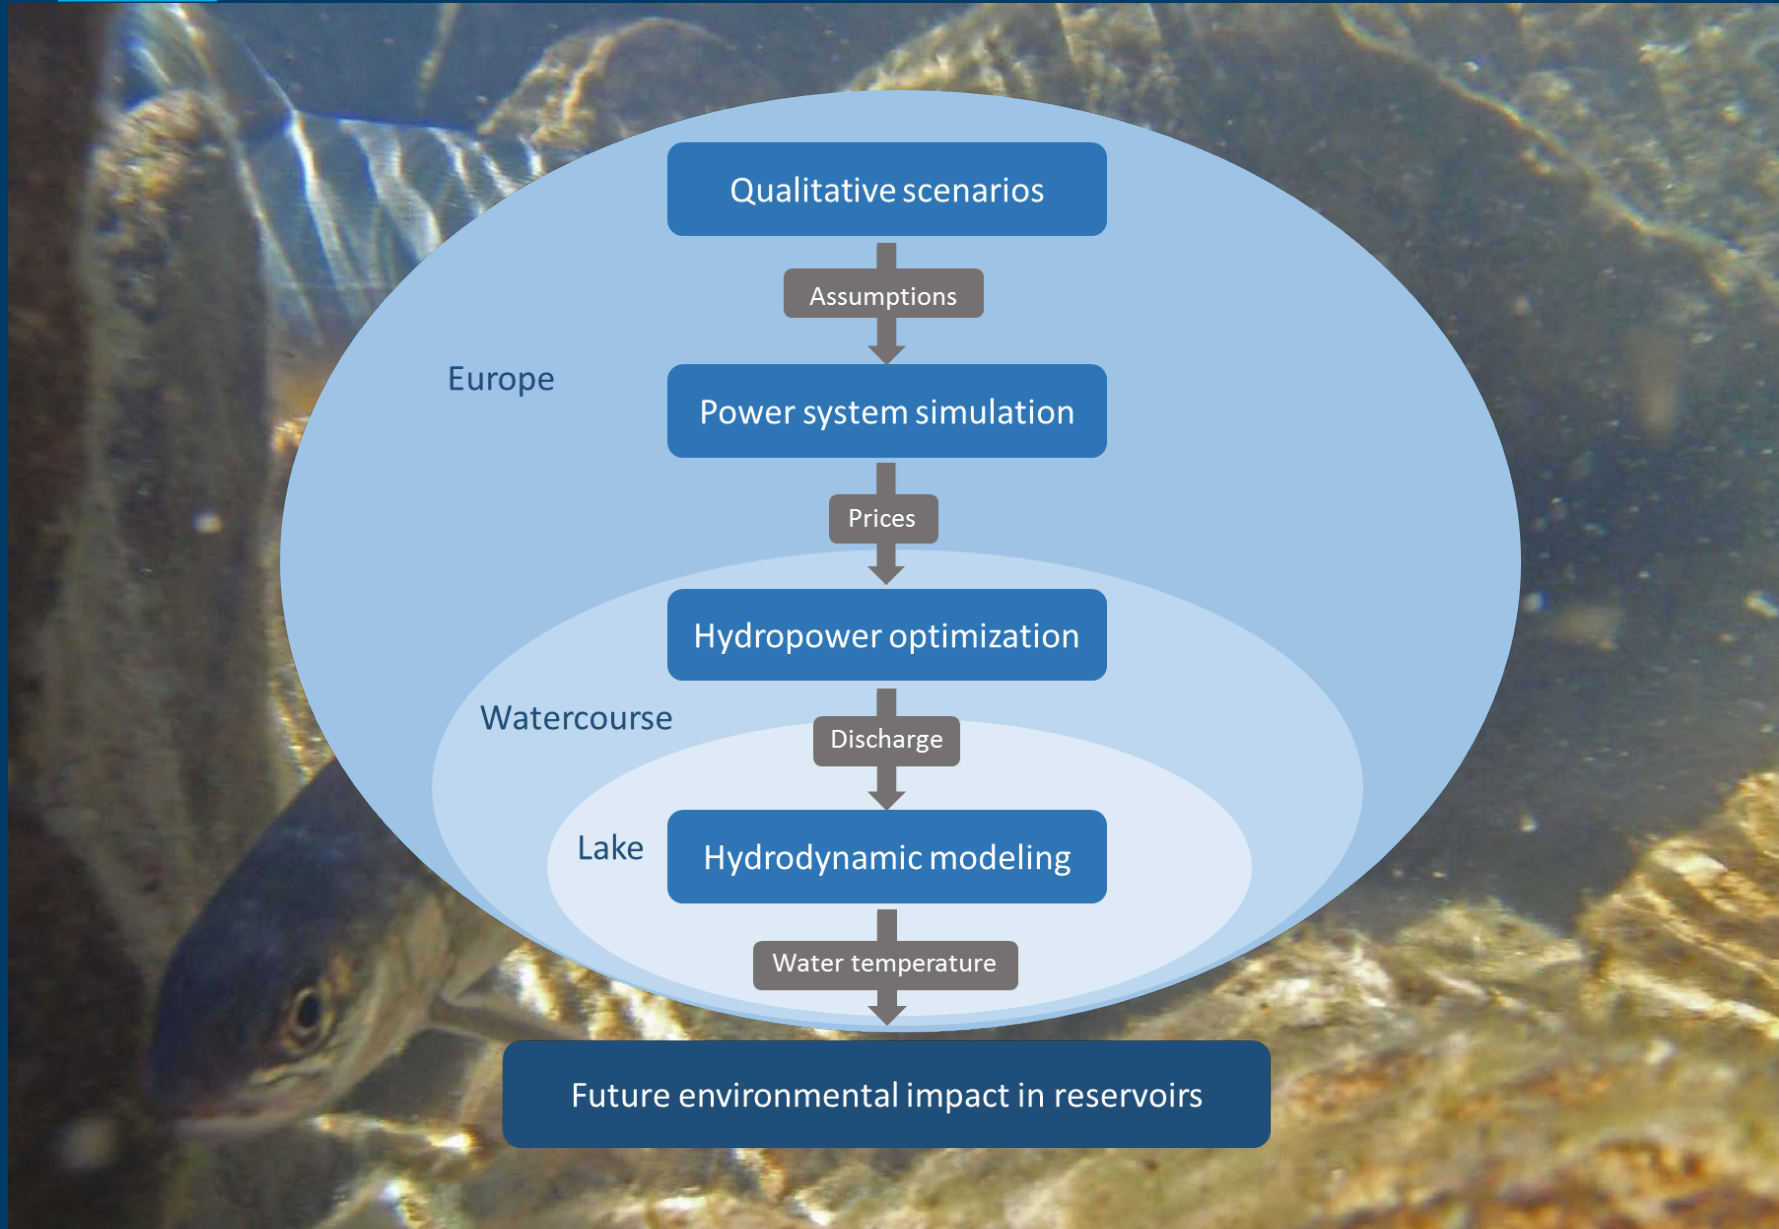 Qualitative scenarios
Assumptions
Europe
Power system simulation
Prices
Hydropower optimization
Watercourse
Discharge
Lake
Hydrodynamic modeling
Water temperature
Future environmental impact in reservoirs